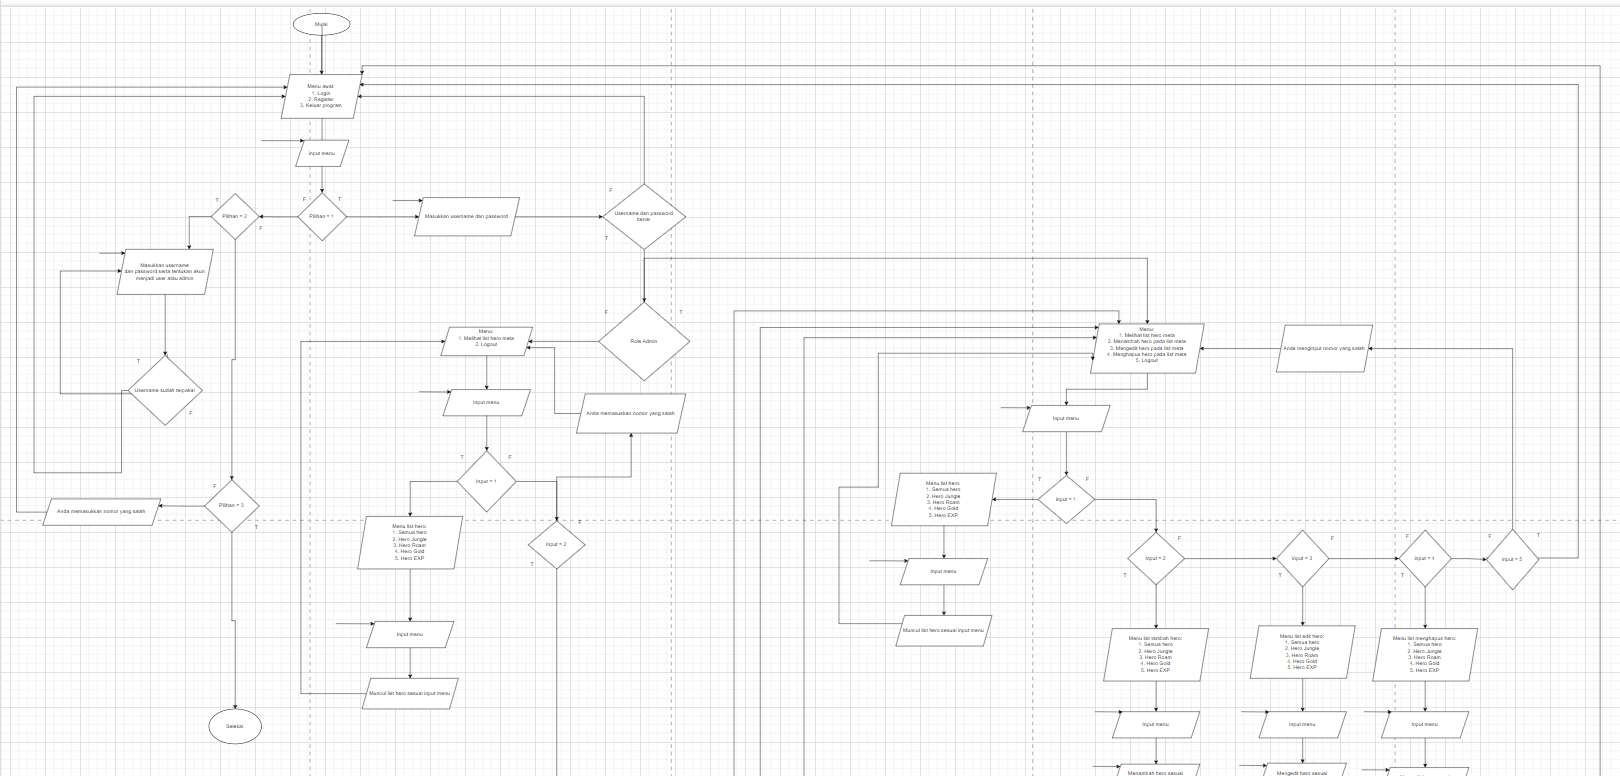 Mulai
Menu awal:
1. Login
2. Register
3. Keluar program
Input menu
Pilihan = 1
F
T
Pilihan = 2
T
F
Masukkan username dan password
Username dan password
benar
F
T
Masukkan username
dan password serta tentukan akun
menjadi user atau admin
Username sudah terpakai
T
F
Pilihan = 3
F
T
Anda memasukkan nomor yang salah
Selesai
Role Admin
F
T
Menu:
1. Melihat list hero meta
2. Logout
Input menu
Anda memasukkan nomor yang salah
Input = 1
T
F
Input = 2
F
T
Menu list hero:
1. Semua hero
2. Hero Jungle
3. Hero Roam
4. Hero Gold
5. Hero EXP
Input menu
Muncul list hero sesuai input menu
Menu:
1. Melihat list hero meta
2. Menambah hero pada list meta
3. Mengedit hero pada list meta
4. Menghapus hero pada list meta
5. Logout
Anda menginput nomor yang salah
Input menu
Input = 1
T
F
Menu list hero:
1. Semua hero
2. Hero Jungle
3. Hero Roam
4. Hero Gold
5. Hero EXP
Input menu
Muncul list hero sesuai input menu
Input = 2
F
T
Input = 3
F
T
Input = 4
F
T
Input = 5
F
T
Menu list tambah hero:
1. Semua hero
2. Hero Jungle
3. Hero Roam
4. Hero Gold
5. Hero EXP
Input menu
Menambah hero sesuai
Menu list edit hero:
1. Semua hero
2. Hero Jungle
3. Hero Roam
4. Hero Gold
5. Hero EXP
Input menu
Mengedit hero sesuai
Menu list menghapus hero:
1. Semua hero
2. Hero Jungle
3. Hero Roam
4. Hero Gold
5. Hero EXP
Input menu